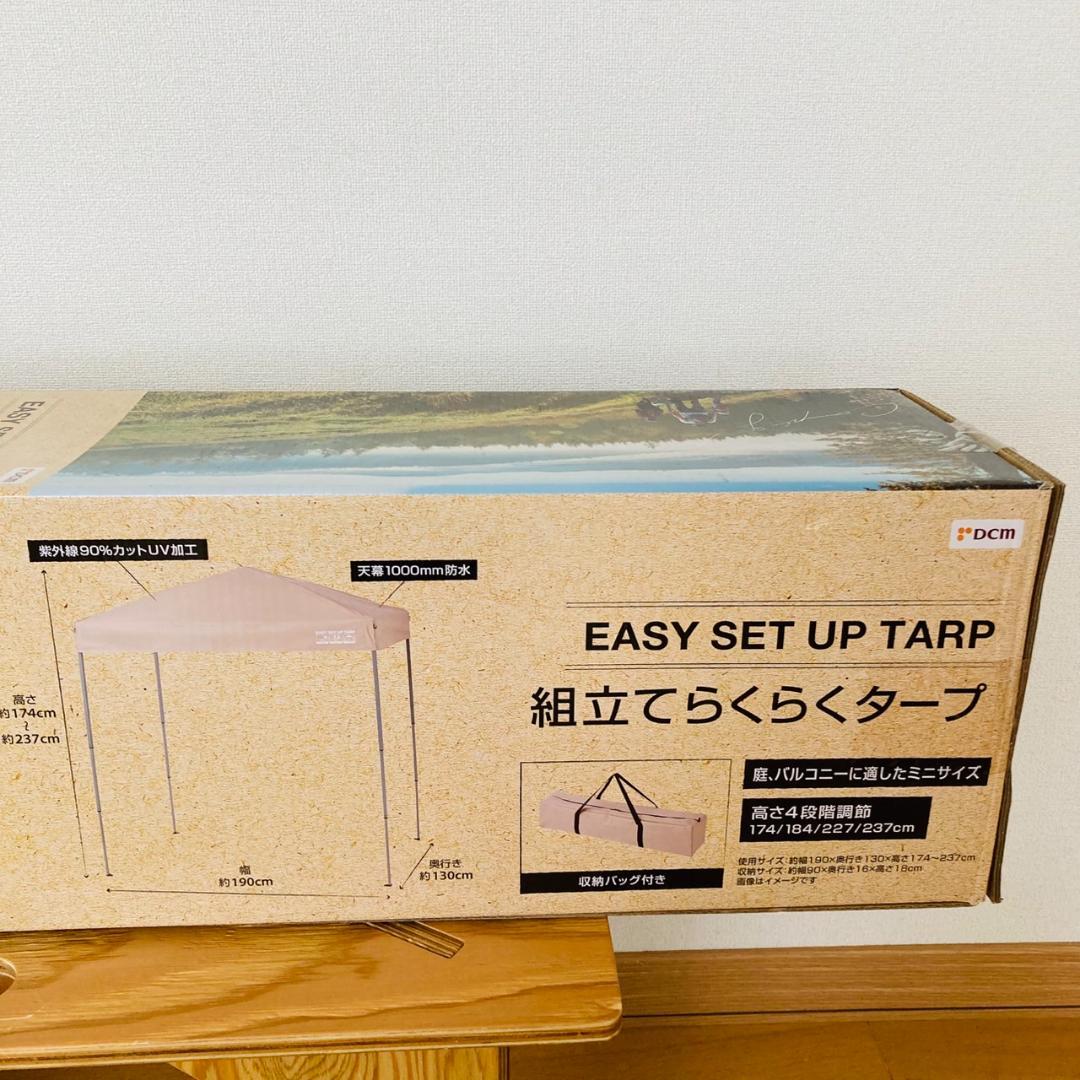 EASY SET
DCM
紫外線90%カットUV加工
天幕1000mm防水
EASY SET UP TARP
高さ
約174cm
〜
約237cm
幅
約190cm
奥行き
約130cm
DCM
EASY SET UP TARP
組立てらくらくタープ
収納バッグ付き
庭、バルコニーに適したミニサイズ
高さ4段階調節
174/184/227/237cm
使用サイズ:約幅190×奥行き130×高さ174〜237cm
収納サイズ:約幅90×奥行き16×高さ18cm
画像はイメージです